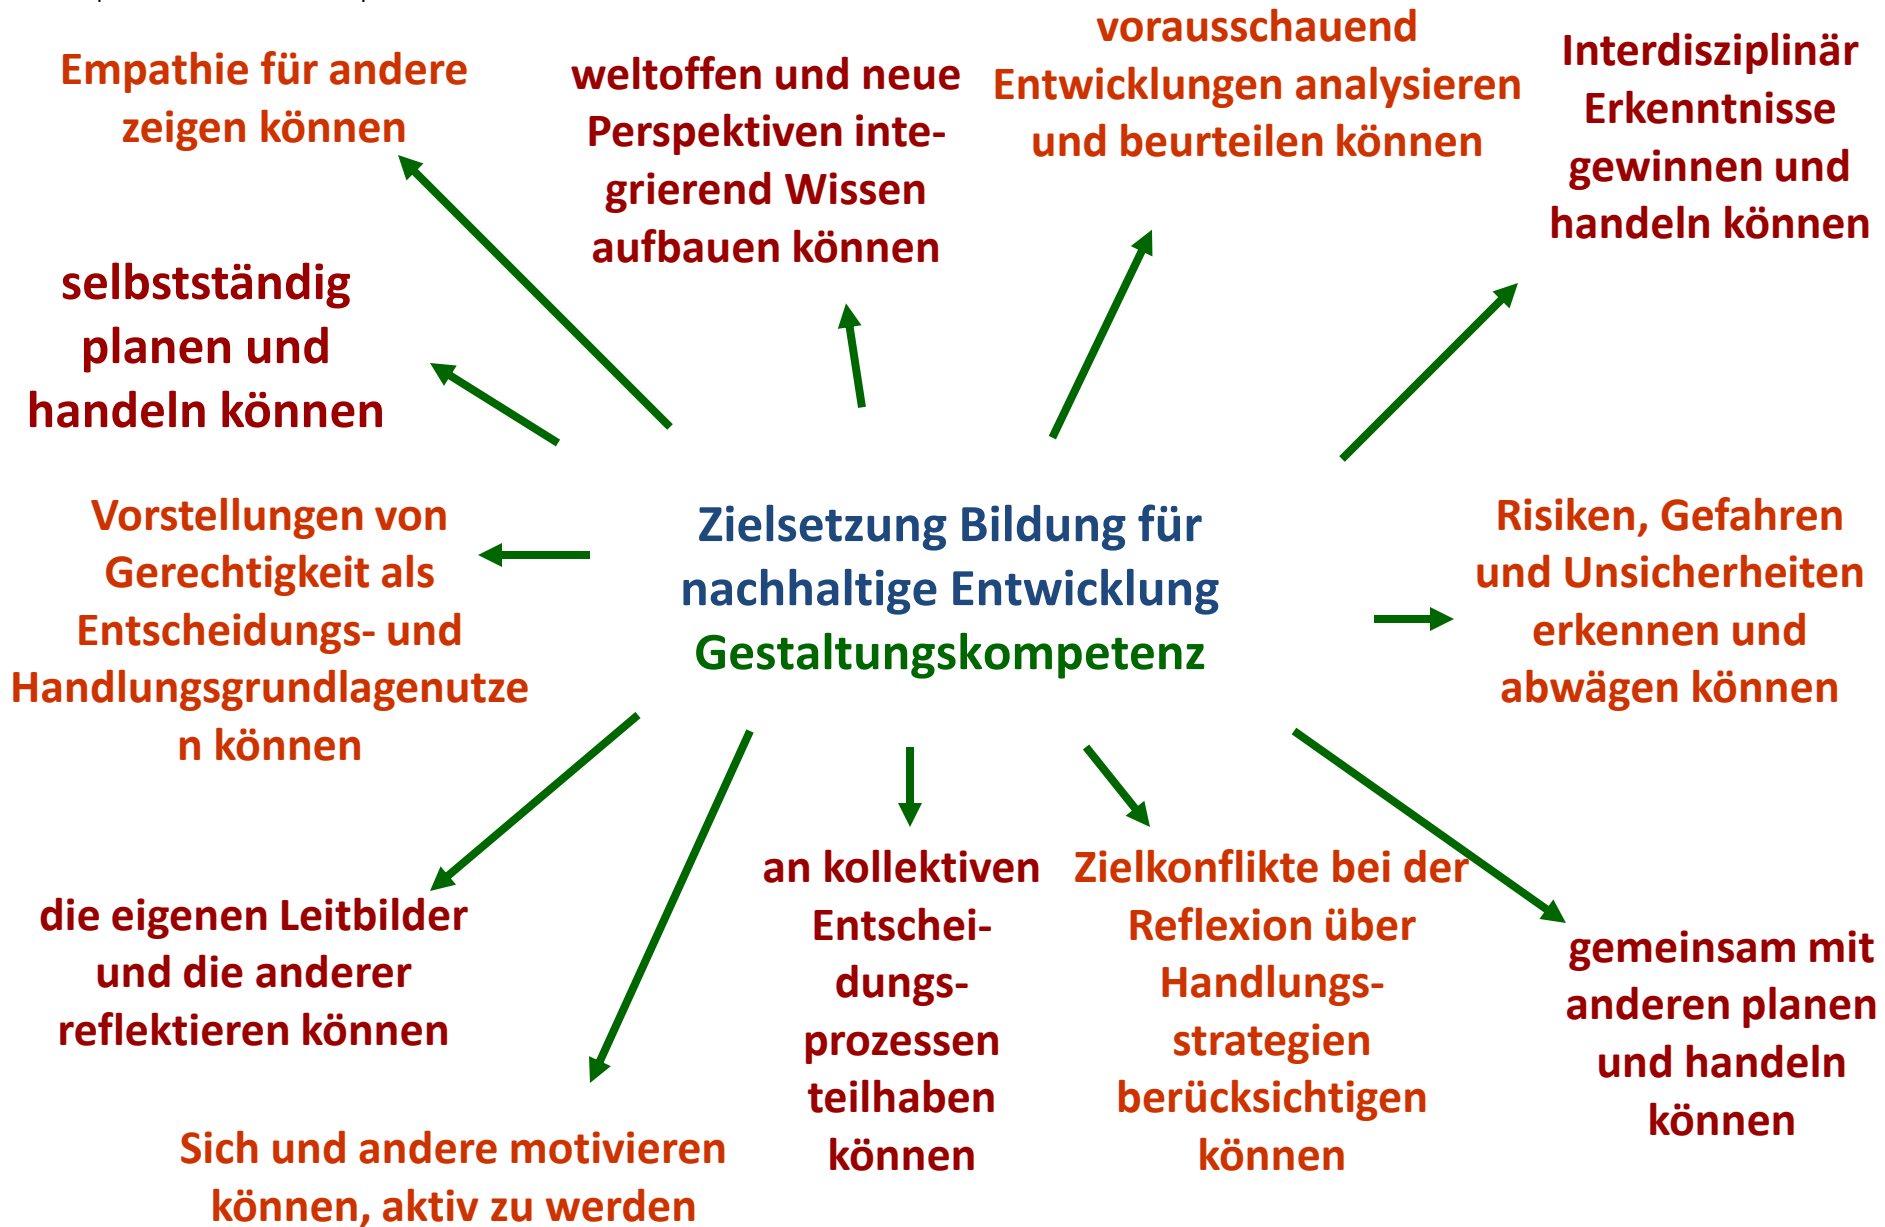 Empathie für andere
zeigen können
weltoffen und neue
Perspektiven inte-
grierend Wissen
aufbauen können
vorausschauend
Entwicklungen analysieren
und beurteilen können
Interdisziplinär
Erkenntnisse
gewinnen und
handeln können
selbstständig
planen und
handeln können
Vorstellungen von
Gerechtigkeit als
Entscheidungs- und
Handlungsgrundlagenutze
n können
Zielsetzung Bildung für
nachhaltige Entwicklung
Gestaltungskompetenz
Risiken, Gefahren
und Unsicherheiten
erkennen und
abwägen können
die eigenen Leitbilder
und die anderer
reflektieren können
Sich und andere motivieren
können, aktiv zu werden
an kollektiven
Entschei-
dungs-
prozessen
teilhaben
können
Zielkonflikte bei der
Reflexion über
Handlungs-
strategien
berücksichtigen
können
gemeinsam mit
anderen planen
und handeln
können